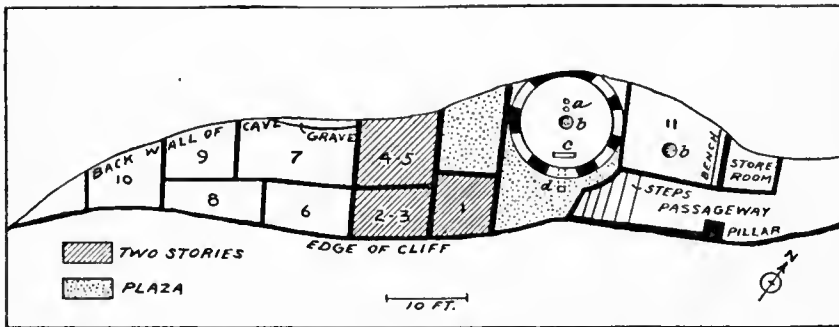 BACK WALL OF CAVE
GRAVE
10
9
7
4-5
8
6
2-3
1
a
b
c
d
11
b
BENCH
STORE
ROOM
STEPS
PASSAGEWAY
PILLAR
EDGE OF CLIFF
TWO STORIES
PLAZA
10 FT.
N